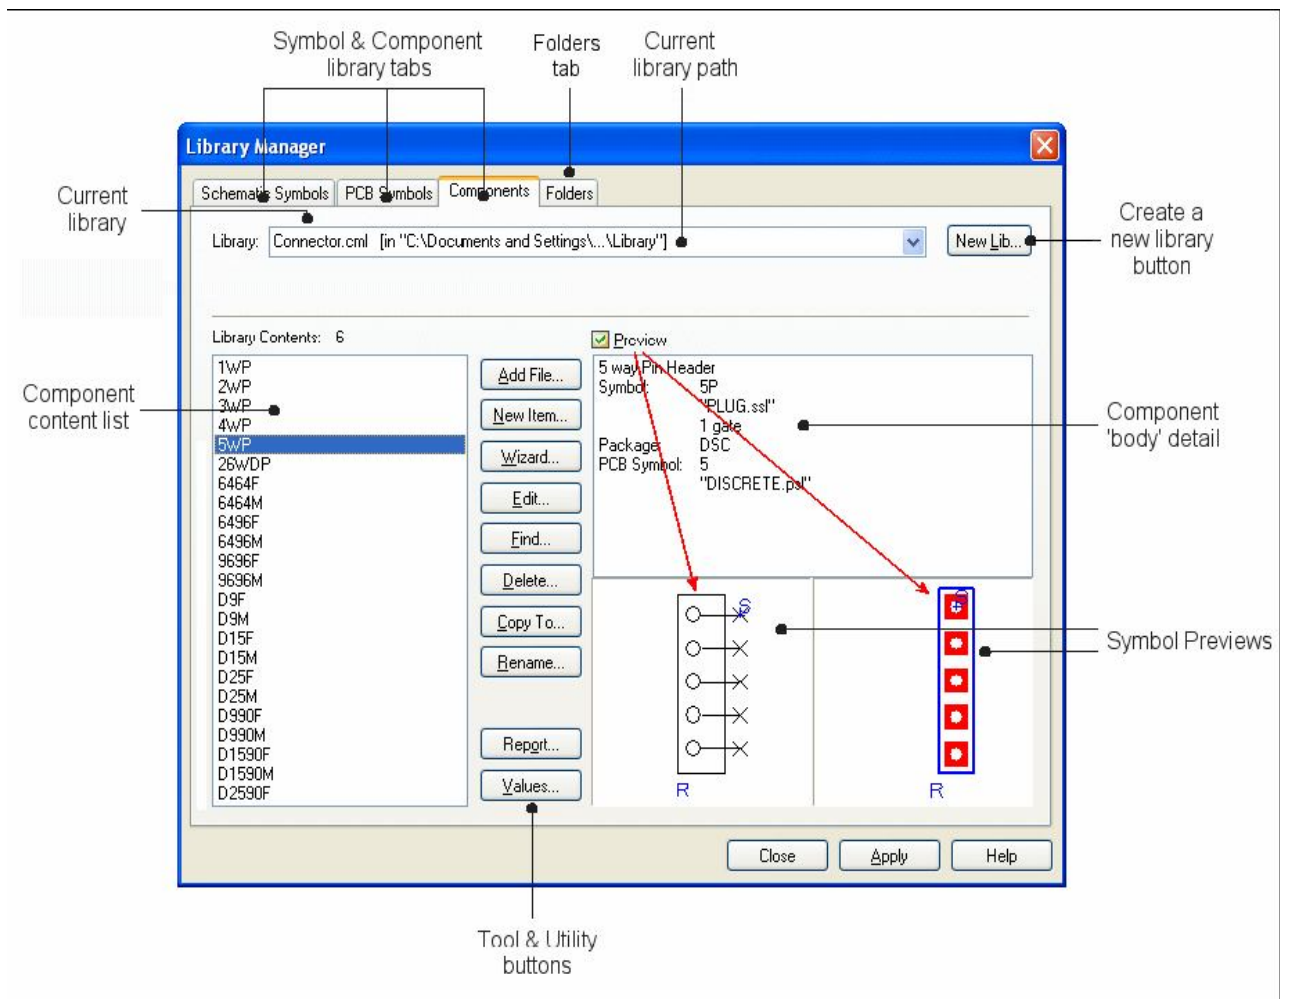 Symbol & Component
library tabs
Folders
tab
Current
library path
Library Manager
Schematic Symbols
PCB Symbols
Components
Folders
Current
library
Library:
Connector.cml [in "C:\Documents and Settings\...\Library"]
New Lib...
Create a
new library
button
Library Contents: 6
Preview
1WP
2WP
3WP
4WP
5WP
26WDP
6464F
6464M
6496F
6496M
9696F
9696M
D9F
D9M
D15F
D15M
D25F
D25M
D990F
D990M
D1590F
D1590M
D2590F
Component
content list
Add File...
New Item...
Wizard...
Edit...
Find...
Delete...
Copy To...
Rename...
Report...
Values...
5 way Pin Header
Symbol: 5P
"PLUG.ssl"
1 gate
Package: DSC
PCB Symbol: 5
"DISCRETE.psl"
Component
'body' detail
S
S
R
R
Symbol Previews
Close
Apply
Help
Tool & Utility
buttons